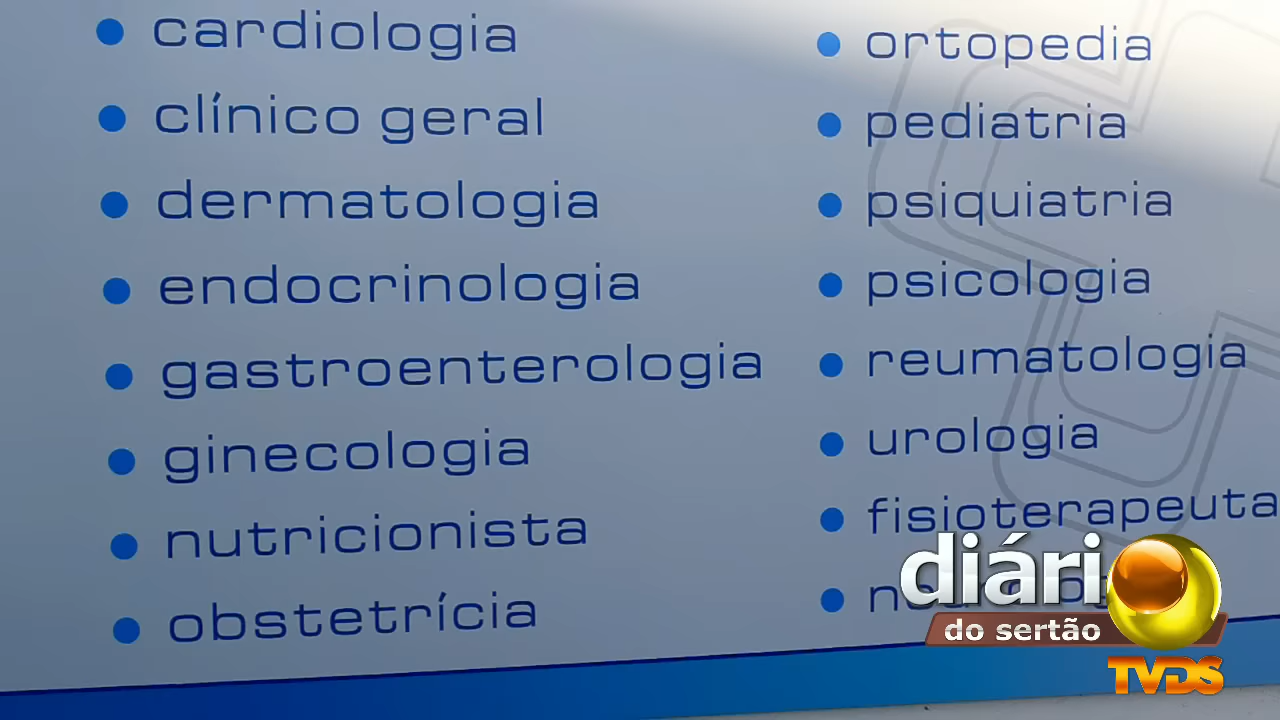 cardiologia
clínico geral
dermatologia
endocrinologia
gastroenterologia
ginecologia
nutricionista
obstetrícia
ortopedia
pediatria
psiquiatria
psicologia
reumatologia
urologia
fisioterapeuta
diário
do sertão
TVDS